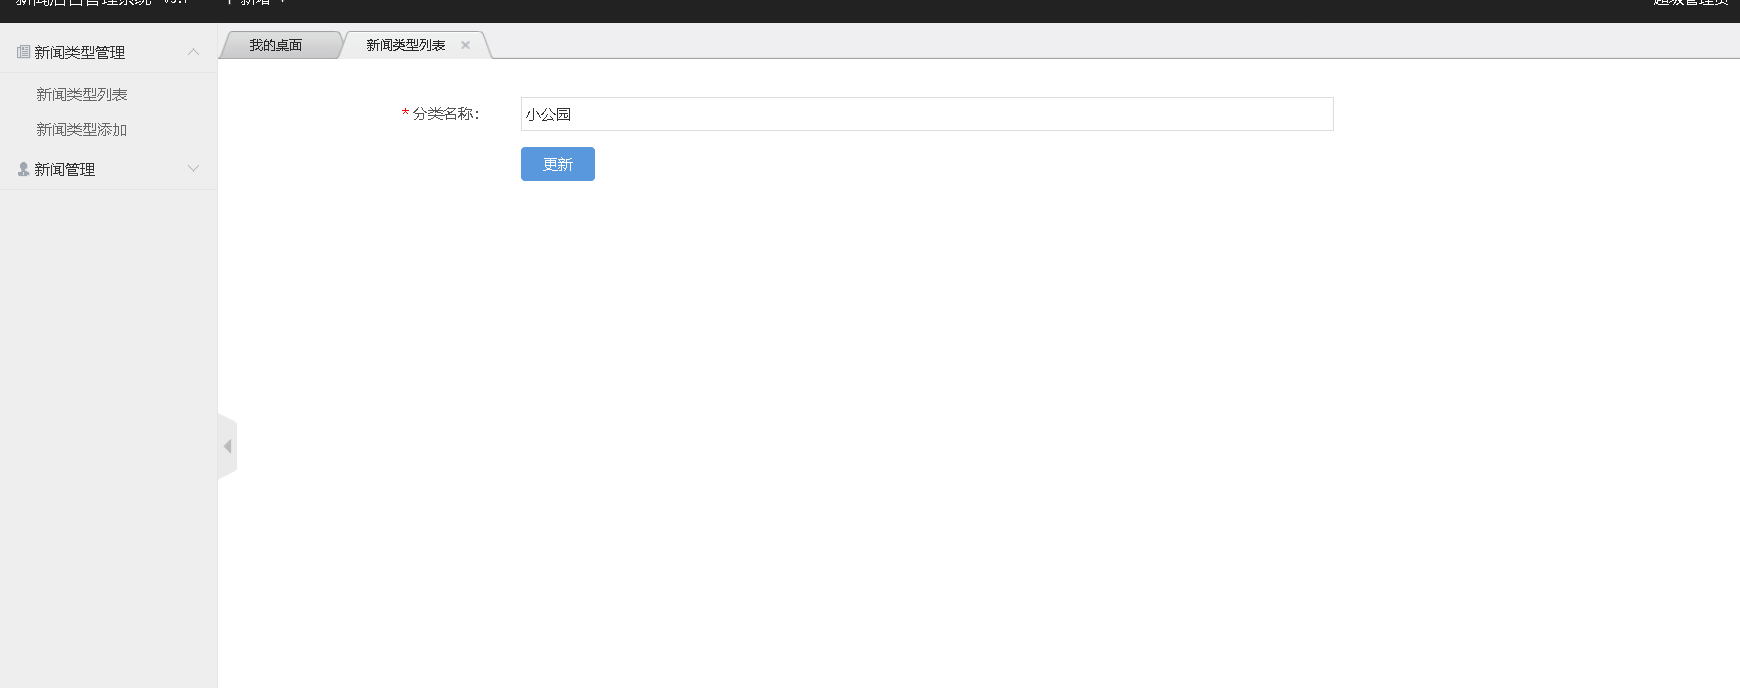 新闻后台管理系统 v3.1 新增
超级管理员
新闻类型管理
新闻类型列表
新闻类型添加
新闻管理
我的桌面
新闻类型列表
*分类名称：
小公园
更新